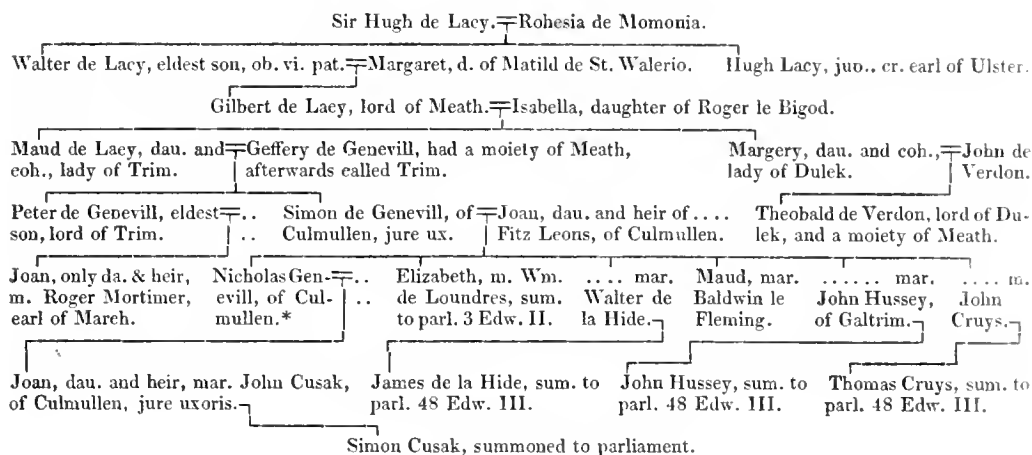 Sir Hugh de Lacy.=Rohesia de Momonia.
Walter de Lacy, eldest son, ob. vi. pat.=Margaret, d. of Matild de St. Walerio. Hugh Lacy, jun., cr. earl of Ulster.
Gilbert de Lacy, lord of Meath.=Isabella, daughter of Roger le Bigod.
Maud de Lacy, dau. and
coh., lady of Trim.
=Geffery de Genevill, had a moiety of Meath,
afterwards called Trim.
Margery, dau. and coh.,
lady of Dulek.
=John de
Verdon.
Peter de Genevill, eldest
son, lord of Trim.
=..
..
Simon de Genevill, of
Culmullen, jure ux.
=Joan, dau. and heir of ....
Fitz Leons, of Culmullen.
Theobald de Verdon, lord of Du-
lek, and a moiety of Meath.
Joan, only da. & heir,
m. Roger Mortimer,
earl of March.
Nicholas Gen-
evill, of Cul-
mullen.*
=..
..
Elizabeth, m. Wm.
de Loundres, sum.
to parl. 3 Edw. II.
.... mar.
Walter de
la Hide.
Maud, mar.
Baldwin le
Fleming.
...... mar.
John Hussey,
of Galtrim.
.... m.
John
Cruys.
Joan, dau. and heir, mar. John Cusak,
of Culmullen, jure uxoris.
James de la Hide, sum. to
parl. 48 Edw. III.
John Hussey, sum. to
parl. 48 Edw. III.
Thomas Cruys, sum. to
parl. 48 Edw. III.
Simon Cusak, summoned to parliament.